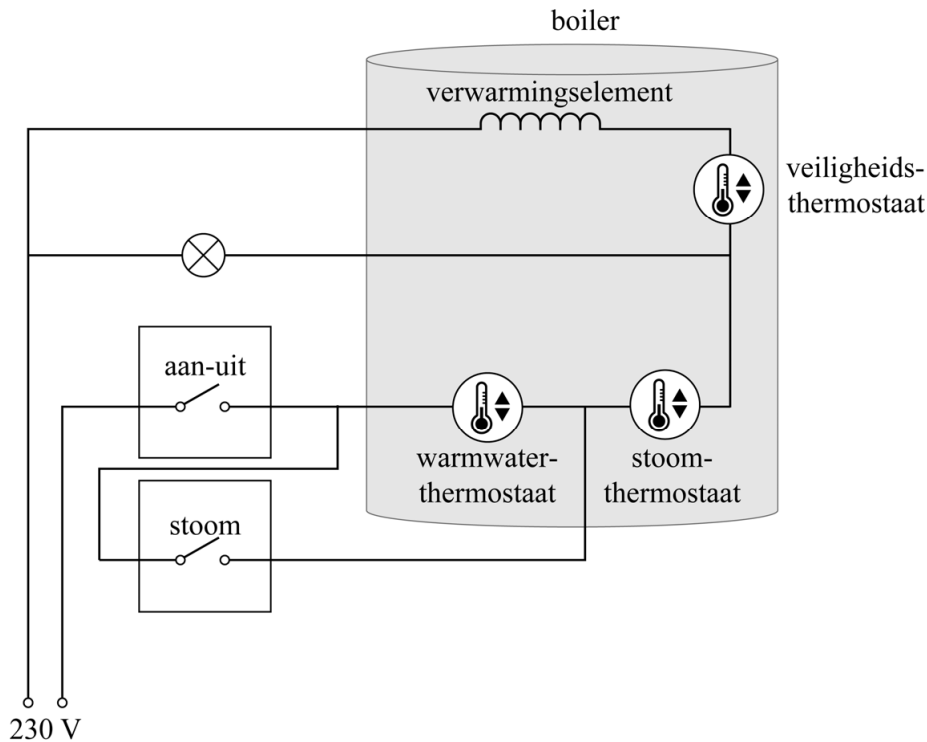 boiler
verwarmingselement
veiligheids-
thermostaat
aan-uit
warmwater-
thermostaat
stoom-
thermostaat
stoom
230 V